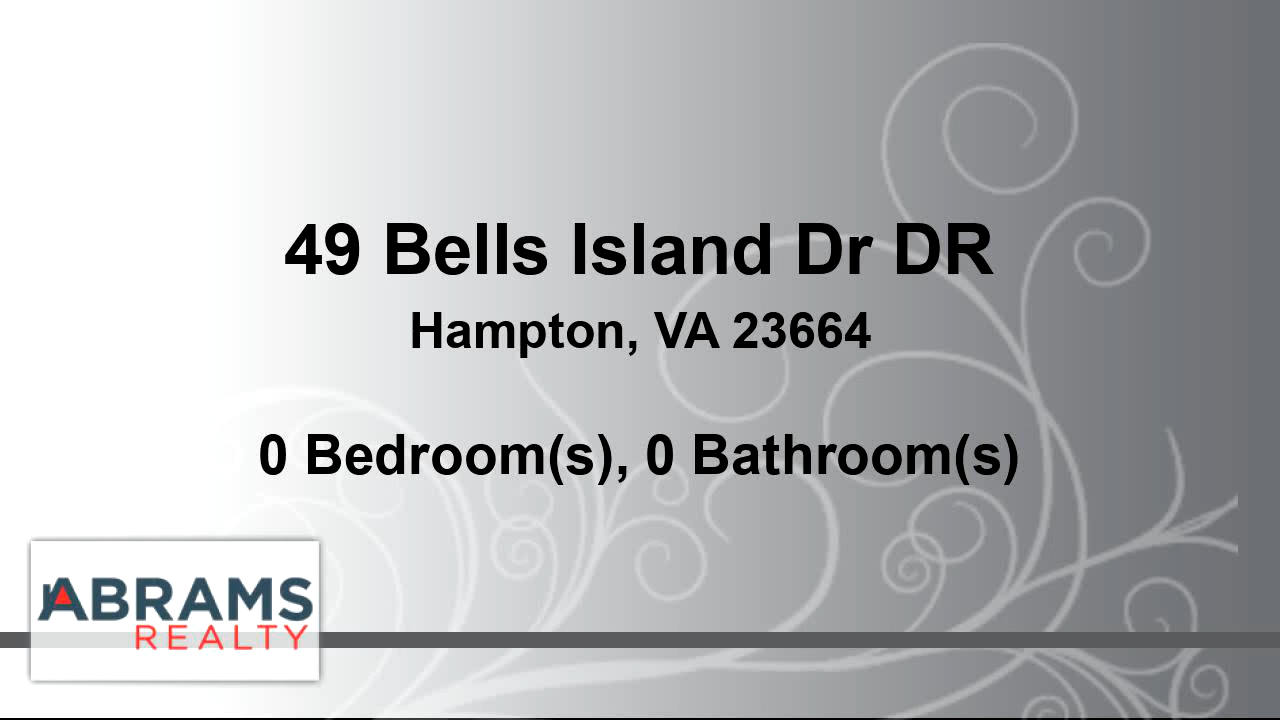 49 Bells Island Dr DR
Hampton, VA 23664
0 Bedroom(s), 0 Bathroom(s)
ABRAMS
REALTY